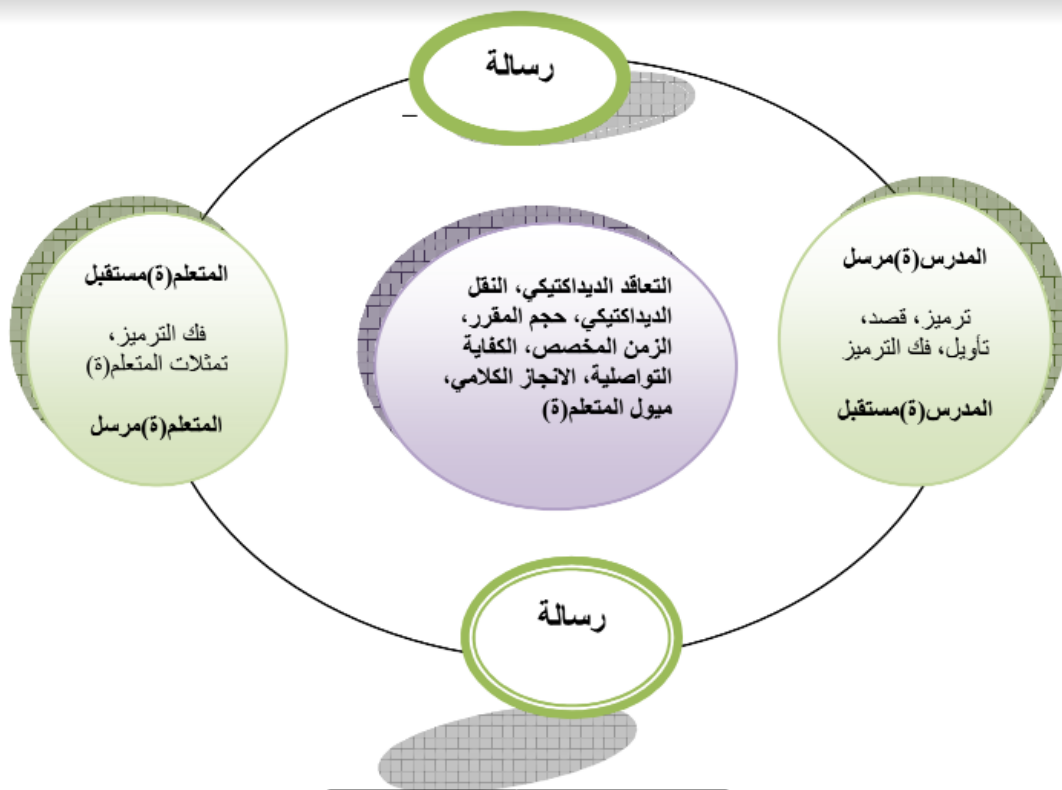 رسالة
المدرس(ة)مرسل
ترميز، قصد،
تأويل، فك الترميز
المدرس(ة)مستقبل
التعاقد الديداكتيكي، النقل
الديداكتيكي، حجم المقرر،
الزمن المخصص، الكفاية
التواصلية، الانجاز الكلامي،
ميول المتعلم(ة)
المتعلم(ة)مستقبل
فك الترميز،
تمثلات المتعلم(ة)
المتعلم(ة)مرسل
رسالة